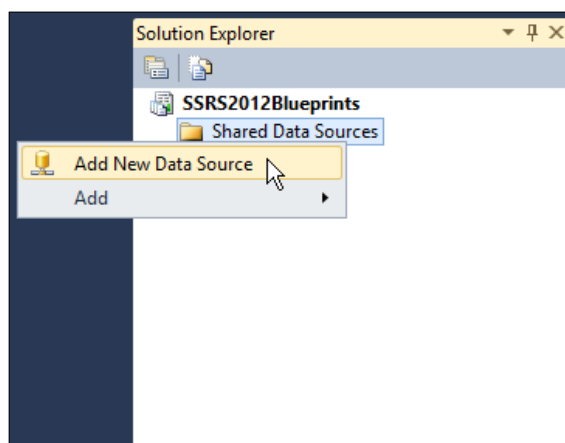 Solution Explorer
SSRS2012Blueprints
Shared Data Sources
Add New Data Source
Add